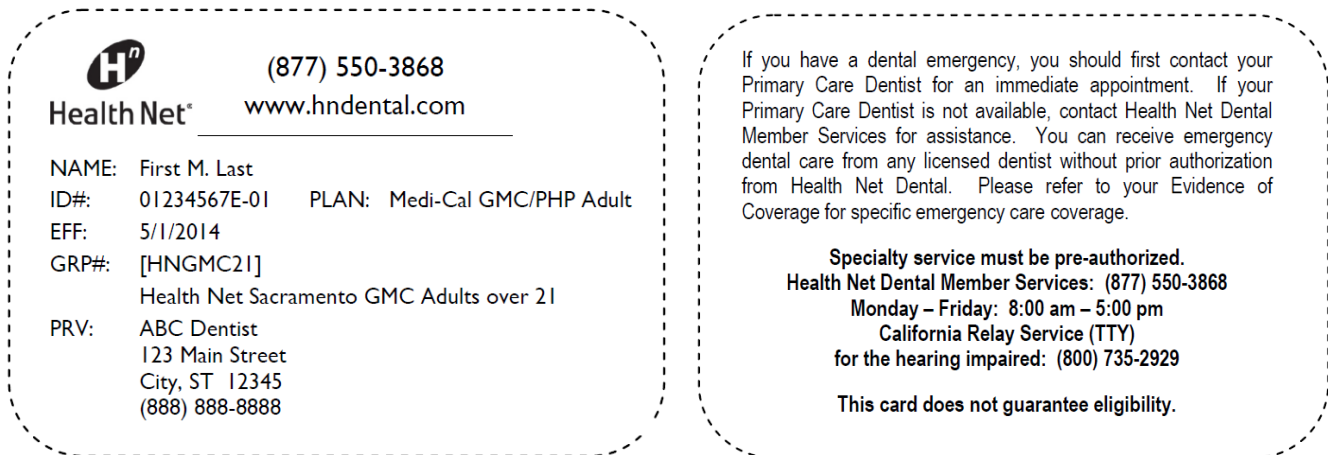 Hn
Health Net®
(877) 550-3868
www.hndental.com
NAME: First M. Last
ID#: 01234567E-01 PLAN: Medi-Cal GMC/PHP Adult
EFF: 5/1/2014
GRP#: [HNGMC21]
Health Net Sacramento GMC Adults over 21
PRV: ABC Dentist
123 Main Street
City, ST 12345
(888) 888-8888
If you have a dental emergency, you should first contact your
Primary Care Dentist for an immediate appointment. If your
Primary Care Dentist is not available, contact Health Net Dental
Member Services for assistance. You can receive emergency
dental care from any licensed dentist without prior authorization
from Health Net Dental. Please refer to your Evidence of
Coverage for specific emergency care coverage.
Specialty service must be pre-authorized.
Health Net Dental Member Services: (877) 550-3868
Monday – Friday: 8:00 am – 5:00 pm
California Relay Service (TTY)
for the hearing impaired: (800) 735-2929
This card does not guarantee eligibility.